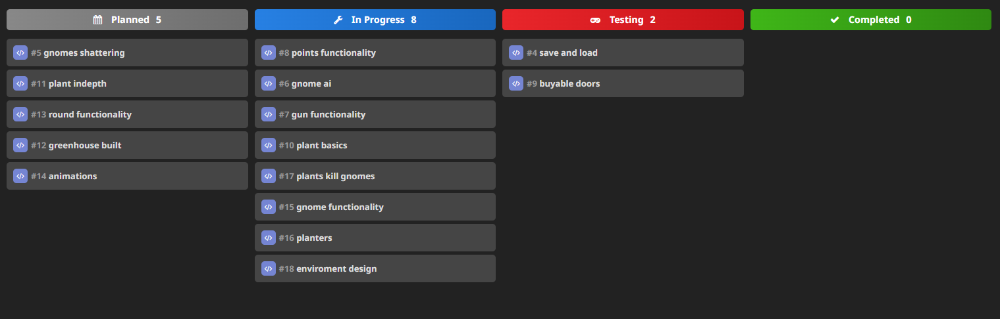 Planned 5
#5 gnomes shattering
#11 plant indepth
#13 round functionality
#12 greenhouse built
#14 animations
In Progress 8
#8 points functionality
#6 gnome ai
#7 gun functionality
#10 plant basics
#17 plants kill gnomes
#15 gnome functionality
#16 planters
#18 enviroment design
Testing 2
#4 save and load
#9 buyable doors
Completed 0